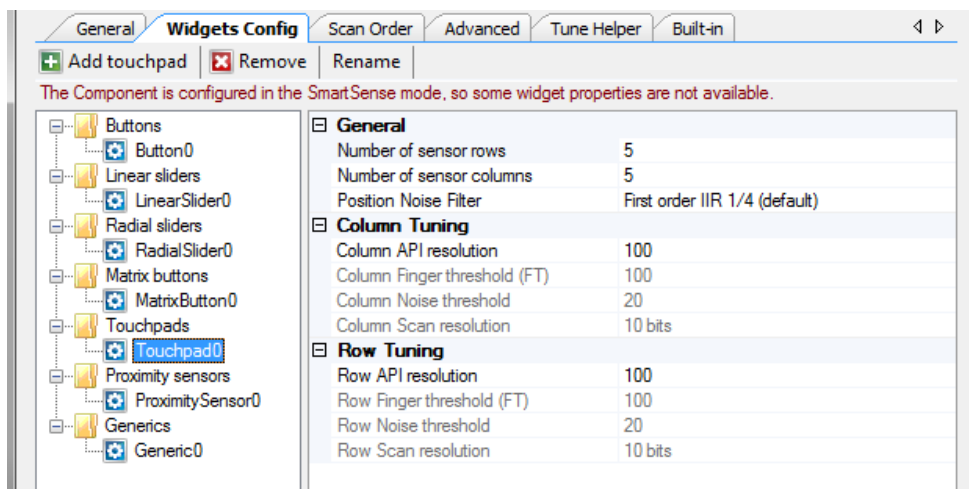 General Widgets Config Scan Order Advanced Tune Helper Built-in
Add touchpad Remove Rename
The Component is configured in the SmartSense mode, so some widget properties are not available.
Buttons
Button0
Linear sliders
LinearSlider0
Radial sliders
RadialSlider0
Matrix buttons
MatrixButton0
Touchpads
Touchpad0
Proximity sensors
ProximitySensor0
Generics
Generic0
General
Number of sensor rows 5
Number of sensor columns 5
Position Noise Filter First order IIR 1/4 (default)
Column Tuning
Column API resolution 100
Column Finger threshold (FT) 100
Column Noise threshold 20
Column Scan resolution 10 bits
Row Tuning
Row API resolution 100
Row Finger threshold (FT) 100
Row Noise threshold 20
Row Scan resolution 10 bits